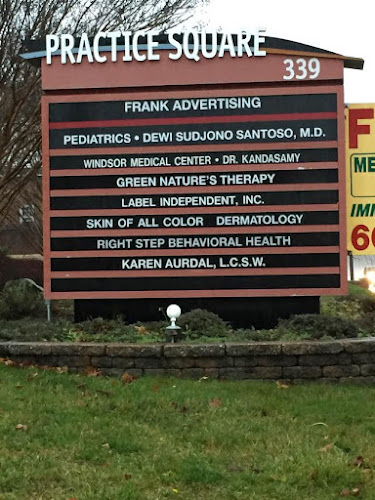 PRACTICE SQUARE
339
FRANK ADVERTISING
PEDIATRICS • DEWI SUDJONO SANTOSO, M.D.
WINDSOR MEDICAL CENTER • DR. KANDASAMY
GREEN NATURE'S THERAPY
LABEL INDEPENDENT, INC.
SKIN OF ALL COLOR DERMATOLOGY
RIGHT STEP BEHAVIORAL HEALTH
KAREN AURDAL, L.C.S.W.